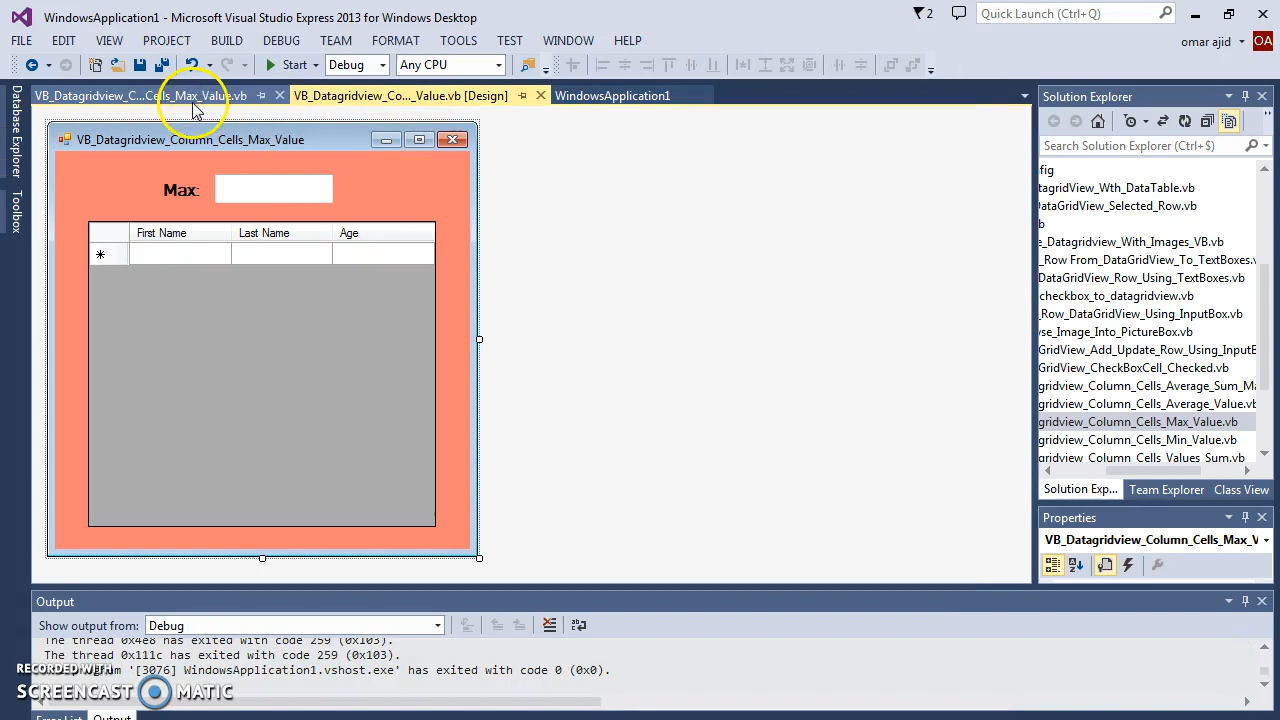 WindowsApplication1 - Microsoft Visual Studio Express 2013 for Windows Desktop
2
Quick Launch (Ctrl+Q)
FILE EDIT VIEW PROJECT BUILD DEBUG TEAM FORMAT TOOLS TEST WINDOW HELP
omar ajid
OA
Start
Debug
Any CPU
VB_Datagridview_C...Cells_Max_Value.vb
VB_Datagridview_Co..._Value.vb [Design]
WindowsApplication1
Database Explorer
Toolbox
VB_Datagridview_Column_Cells_Max_Value
Max:
First Name Last Name Age
Solution Explorer
Search Solution Explorer (Ctrl+$)
fig
atagridView_Wth_DataTable.vb
DataGridView_Selected_Row.vb
b
e_Datagridview_With_Images_VB.vb
_Row From_DataGridView_To_TextBoxes.vb
DataGridView_Row_Using_TextBoxes.vb
checkbox_to_datagridview.vb
_Row_DataGridView_Using_InputBox.vb
wse_Image_Into_PictureBox.vb
GridView_Add_Update_Row_Using_InputB
GridView_CheckBoxCell_Checked.vb
gridview_Column_Cells_Average_Sum_Ma
gridview_Column_Cells_Average_Value.vb
gridview_Column_Cells_Max_Value.vb
gridview_Column_Cells_Min_Value.vb
gridview_Column_Cells_Values_Sum.vb
Solution Exp... Team Explorer Class View
Properties
VB_Datagridview_Column_Cells_Max_V
Output
Show output from: Debug
The thread 0x4e8 has exited with code 259 (0x103).
The thread 0x111c has exited with code 259 (0x103).
'[3076] WindowsApplication1.vshost.exe' has exited with code 0 (0x0).
RECORDED WITH
SCREENCAST MATIC
Error List Output